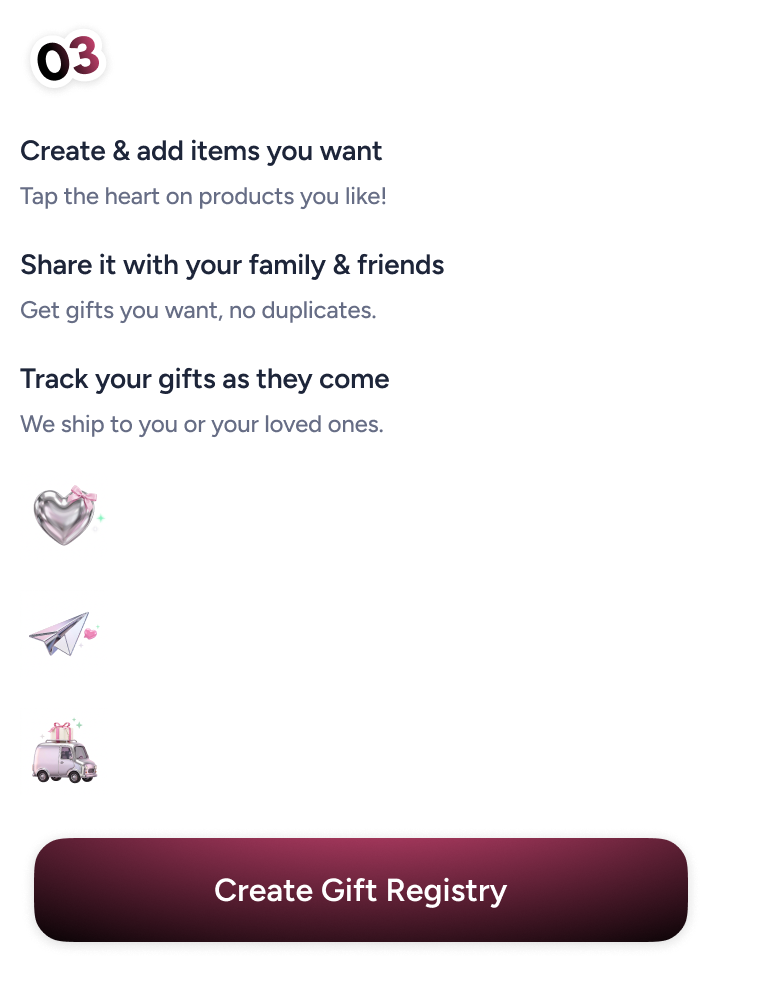 03
Create & add items you want
Tap the heart on products you like!
Share it with your family & friends
Get gifts you want, no duplicates.
Track your gifts as they come
We ship to you or your loved ones.
Create Gift Registry